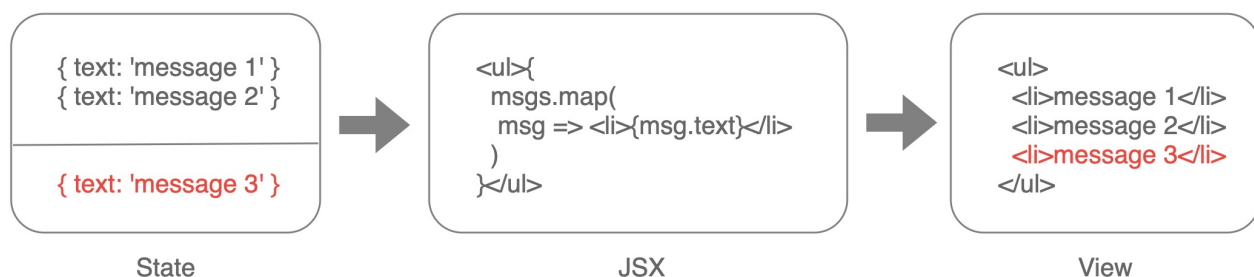 { text: 'message 1' }
{ text: 'message 2' }
{ text: 'message 3' }
State
<ul>{
msgs.map(
msg => <li>{msg.text}</li>
)
}</ul>
JSX
<ul>
<li>message 1</li>
<li>message 2</li>
<li>message 3</li>
</ul>
View